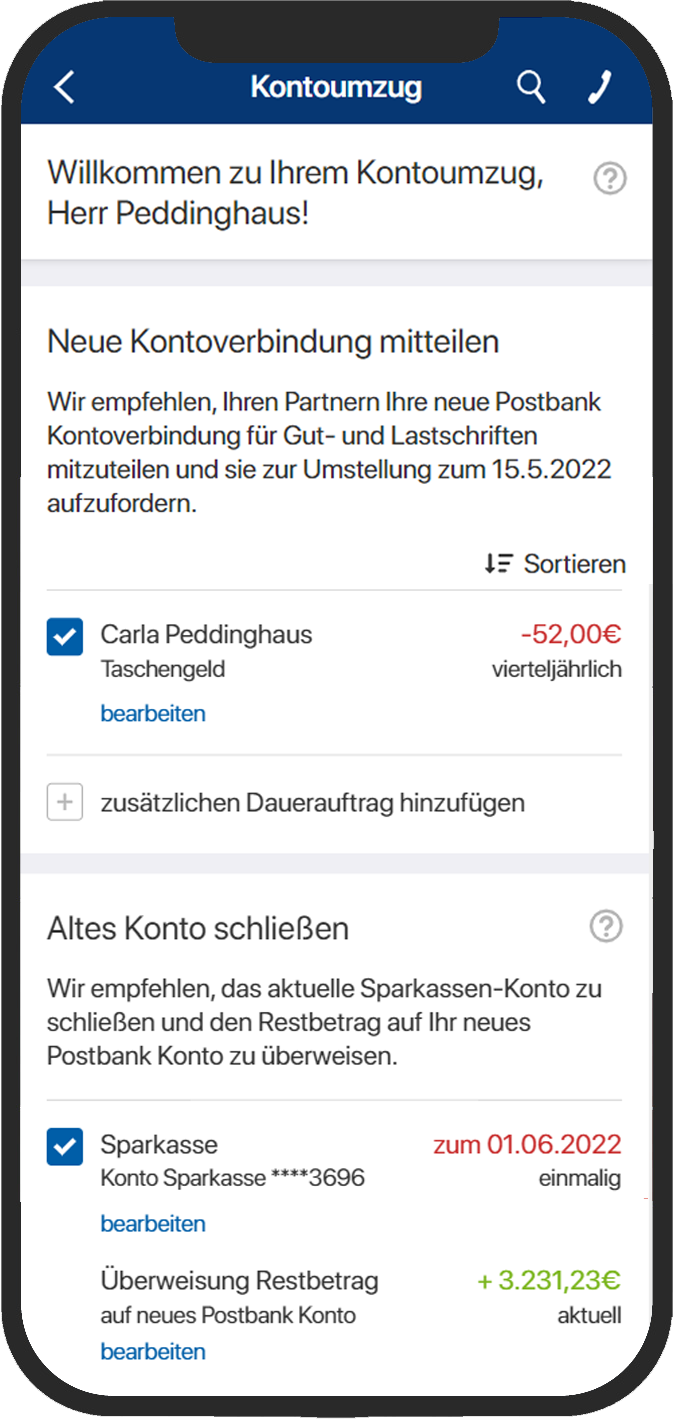 Kontoumzug
Willkommen zu Ihrem Kontoumzug,
Herr Peddinghaus!
Neue Kontoverbindung mitteilen
Wir empfehlen, Ihren Partnern Ihre neue Postbank
Kontoverbindung für Gut- und Lastschriften
mitzuteilen und sie zur Umstellung zum 15.5.2022
aufzufordern.
Sortieren
Carla Peddinghaus -52,00€
Taschengeld vierteljährlich
bearbeiten
zusätzlichen Dauerauftrag hinzufügen
Altes Konto schließen
Wir empfehlen, das aktuelle Sparkassen-Konto zu
schließen und den Restbetrag auf Ihr neues
Postbank Konto zu überweisen.
Sparkasse zum 01.06.2022
Konto Sparkasse ****3696 einmalig
bearbeiten
Überweisung Restbetrag + 3.231,23€
auf neues Postbank Konto aktuell
bearbeiten